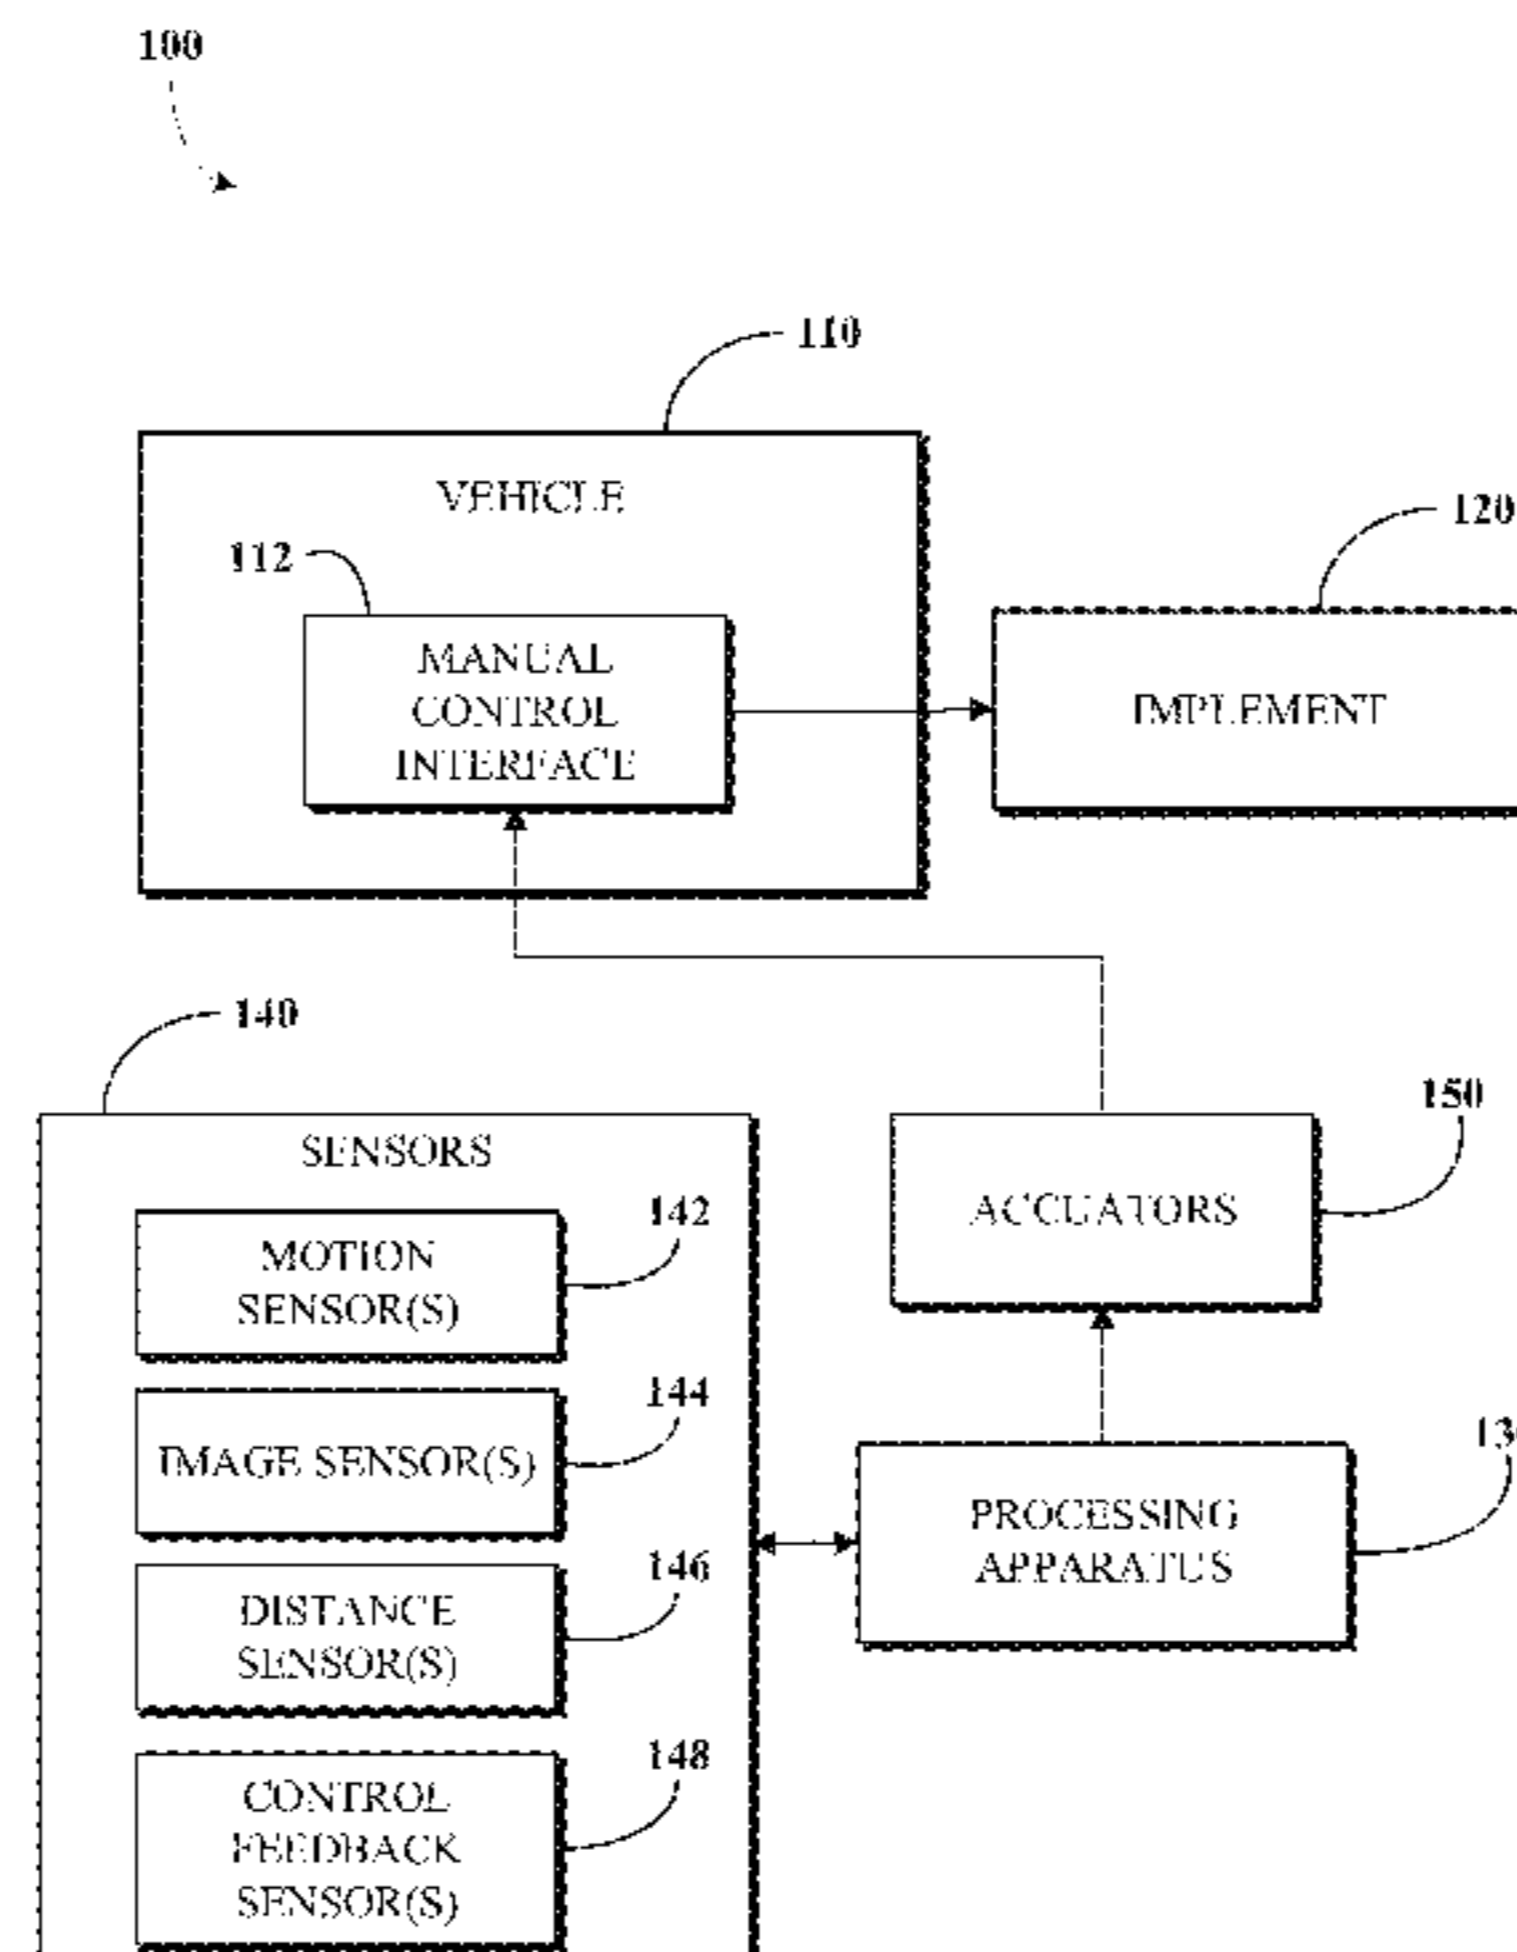 100
110
VEHICLE
120
112
MANUAL
CONTROL
INTERFACE
IMPLEMENT
140
150
SENSORS
142
ACCUATORS
MOTION
SENSOR(S)
144
IMAGE SENSOR(S)
PROCESSING
APPARATUS
146
DISTANCE
SENSOR(S)
148
CONTROL
FEEDBACK
SENSOR(S)